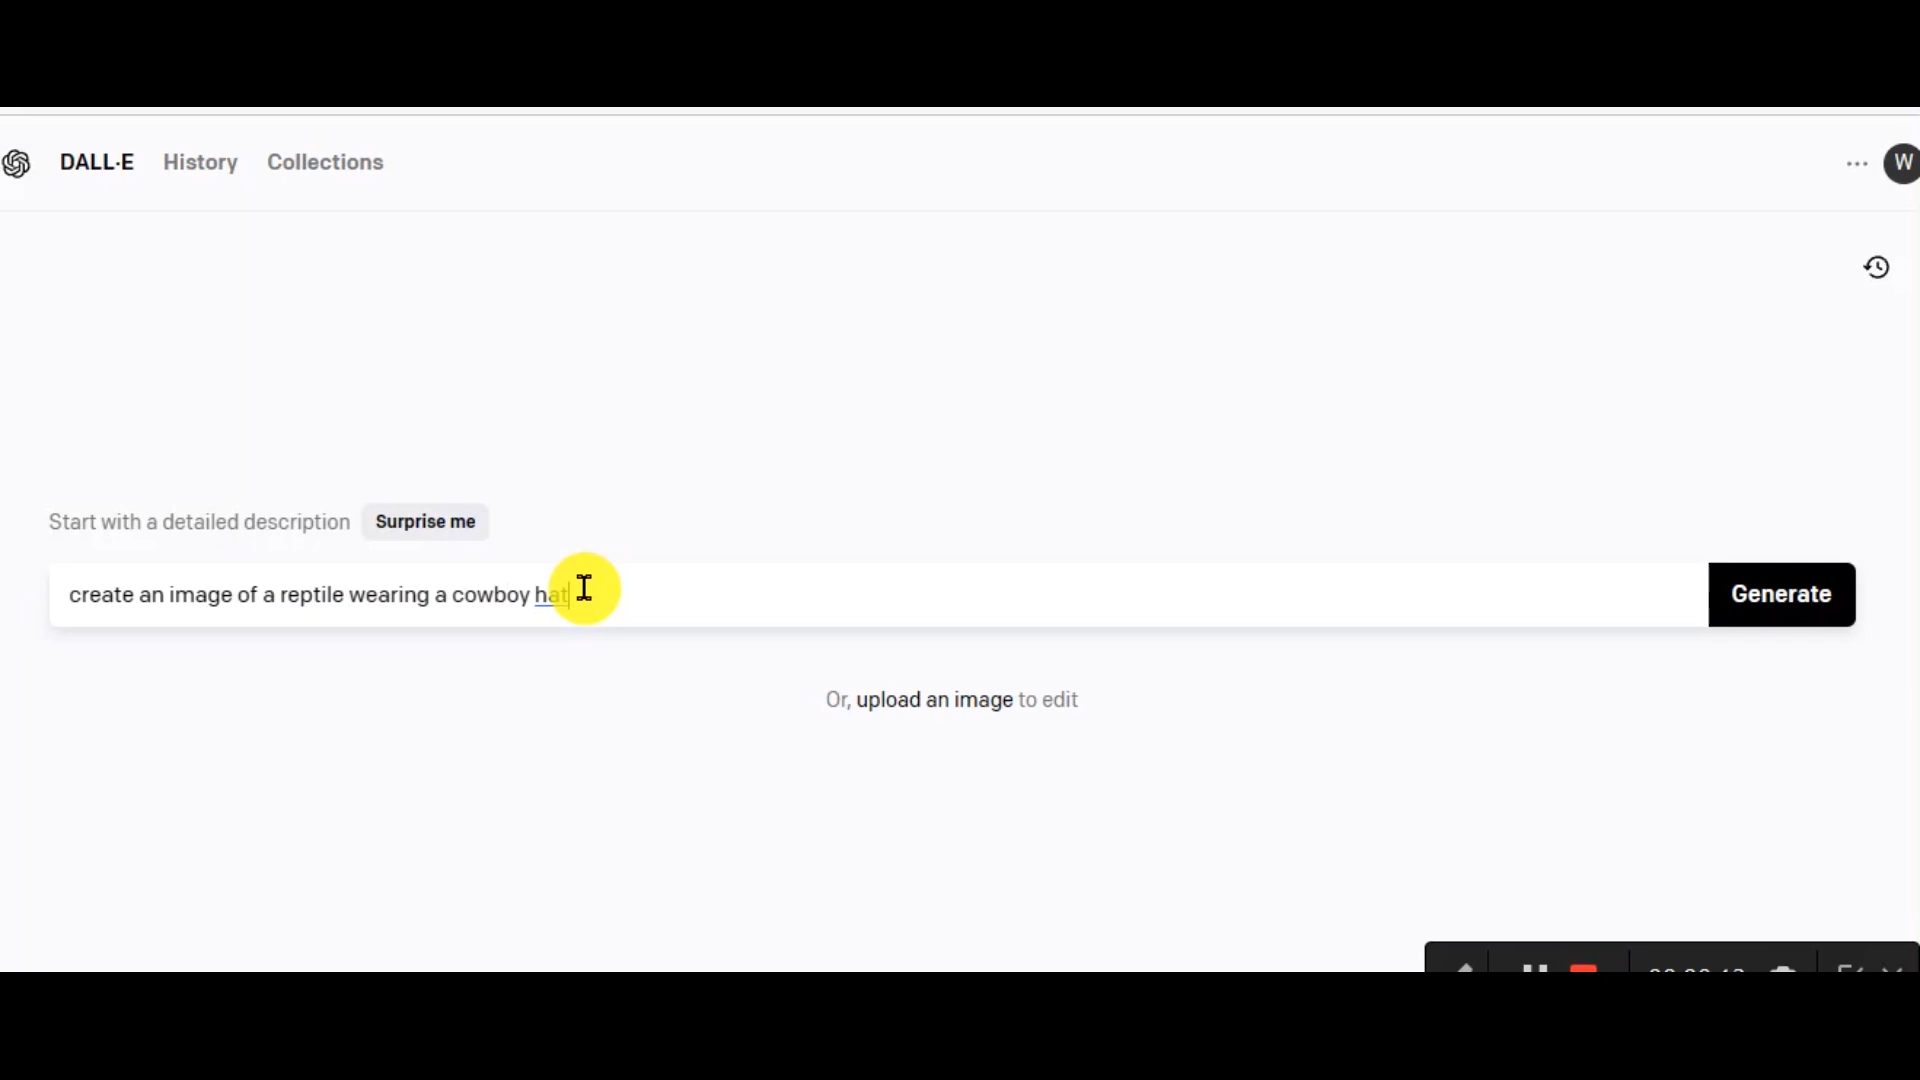 DALL·E History Collections ... W
Start with a detailed description Surprise me
create an image of a reptile wearing a cowboy hat Generate
Or, upload an image to edit